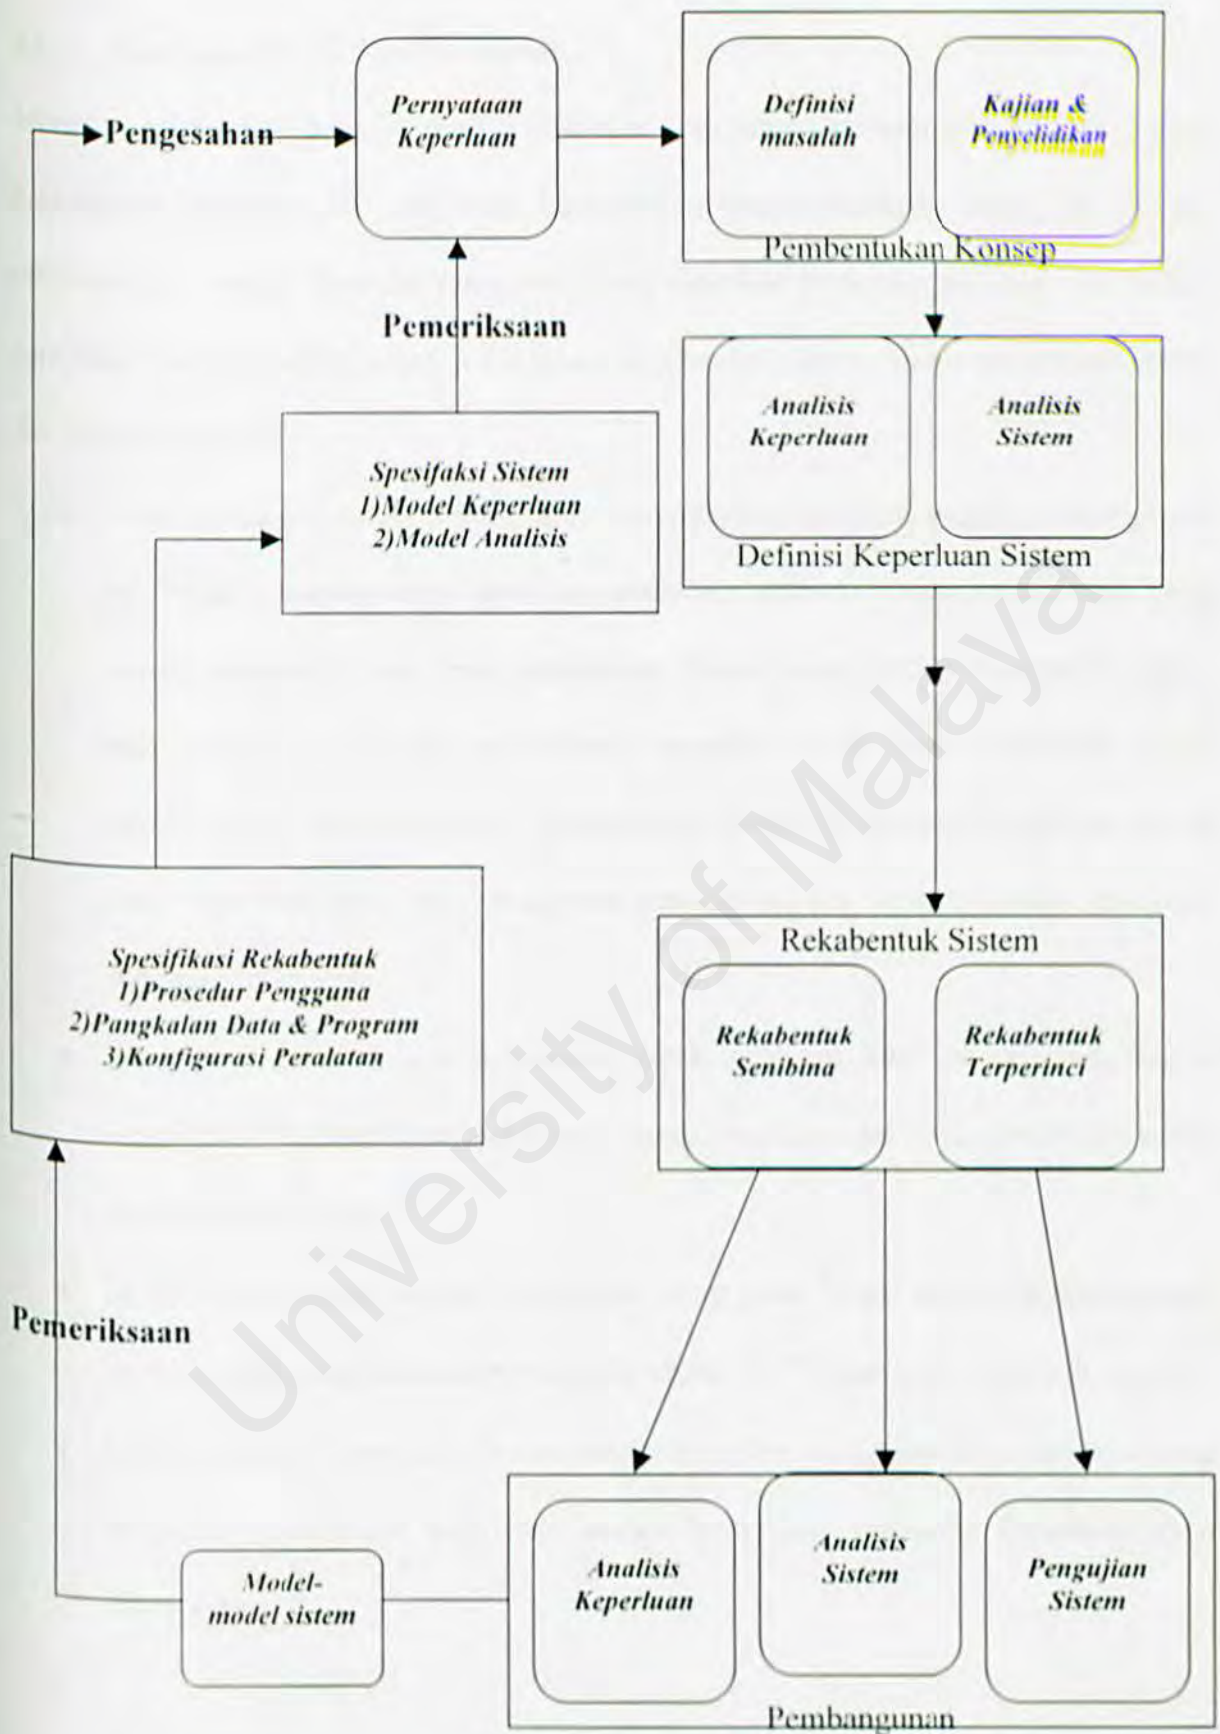 Pernyataan
Keperluan
Definisi
masalah
Kajian &
Penyelidikan
Pengesahan
Pembentukan Konsep
Pemeriksaan
Analisis
Keperluan
Analisis
Sistem
Spesifaksi Sistem
1)Model Keperluan
2)Model Analisis
Definisi Keperluan Sistem
Rekabentuk Sistem
Spesifikasi Rekabentuk
1)Prosedur Pengguna
2)Pangkalan Data & Program
3)Konfigurasi Peralatan
Rekabentuk
Senibina
Rekabentuk
Terperinci
Pemeriksaan
Analisis
Keperluan
Analisis
Sistem
Pengujian
Sistem
Model-
model sistem
Pembangunan
University of Malaya